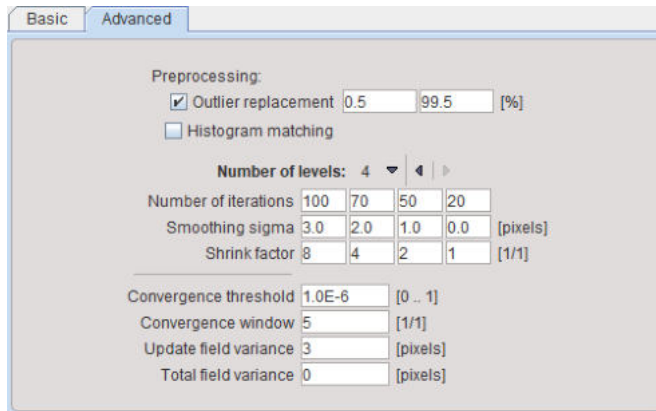 Basic Advanced
Preprocessing:
Outlier replacement 0.5 99.5 [%]
Histogram matching
Number of levels: 4
Number of iterations 100 70 50 20
Smoothing sigma 3.0 2.0 1.0 0.0 [pixels]
Shrink factor 8 4 2 1 [1/1]
Convergence threshold 1.0E-6 [0 .. 1]
Convergence window 5 [1/1]
Update field variance 3 [pixels]
Total field variance 0 [pixels]